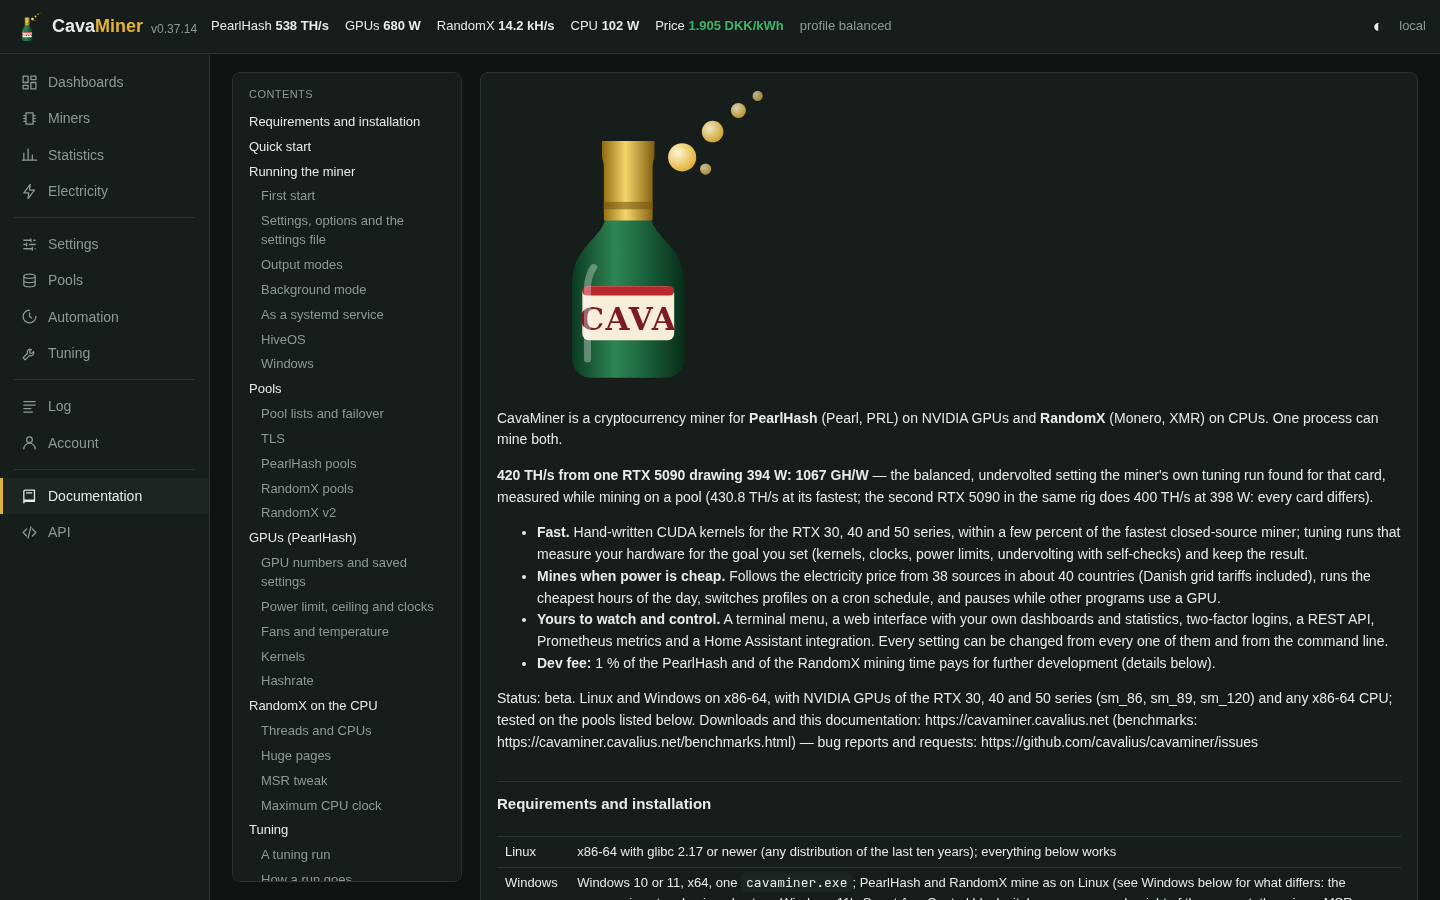 CavaMiner v0.37.14 PearlHash 538 TH/s GPUs 680 W RandomX 14.2 kH/s CPU 102 W Price 1.905 DKK/kWh profile balanced local
Dashboards
Miners
Statistics
Electricity
Settings
Pools
Automation
Tuning
Log
Account
Documentation
API
CONTENTS
Requirements and installation
Quick start
Running the miner
First start
Settings, options and the
settings file
Output modes
Background mode
As a systemd service
HiveOS
Windows
Pools
Pool lists and failover
TLS
PearlHash pools
RandomX pools
RandomX v2
GPUs (PearlHash)
GPU numbers and saved
settings
Power limit, ceiling and clocks
Fans and temperature
Kernels
Hashrate
RandomX on the CPU
Threads and CPUs
Huge pages
MSR tweak
Maximum CPU clock
Tuning
A tuning run
How a run goes
CAVA
CavaMiner is a cryptocurrency miner for PearlHash (Pearl, PRL) on NVIDIA GPUs and RandomX (Monero, XMR) on CPUs. One process can
mine both.
420 TH/s from one RTX 5090 drawing 394 W: 1067 GH/W — the balanced, undervolted setting the miner's own tuning run found for that card,
measured while mining on a pool (430.8 TH/s at its fastest; the second RTX 5090 in the same rig does 400 TH/s at 398 W: every card differs).
• Fast. Hand-written CUDA kernels for the RTX 30, 40 and 50 series, within a few percent of the fastest closed-source miner; tuning runs that
measure your hardware for the goal you set (kernels, clocks, power limits, undervolting with self-checks) and keep the result.
• Mines when power is cheap. Follows the electricity price from 38 sources in about 40 countries (Danish grid tariffs included), runs the
cheapest hours of the day, switches profiles on a cron schedule, and pauses while other programs use a GPU.
• Yours to watch and control. A terminal menu, a web interface with your own dashboards and statistics, two-factor logins, a REST API,
Prometheus metrics and a Home Assistant integration. Every setting can be changed from every one of them and from the command line.
• Dev fee: 1 % of the PearlHash and of the RandomX mining time pays for further development (details below).
Status: beta. Linux and Windows on x86-64, with NVIDIA GPUs of the RTX 30, 40 and 50 series (sm_86, sm_89, sm_120) and any x86-64 CPU;
tested on the pools listed below. Downloads and this documentation: https://cavaminer.cavalius.net (benchmarks:
https://cavaminer.cavalius.net/benchmarks.html) — bug reports and requests: https://github.com/cavalius/cavaminer/issues
Requirements and installation
Linux x86-64 with glibc 2.17 or newer (any distribution of the last ten years); everything below works
Windows Windows 10 or 11, x64, one cavaminer.exe; PearlHash and RandomX mine as on Linux (see Windows below for what differs: the